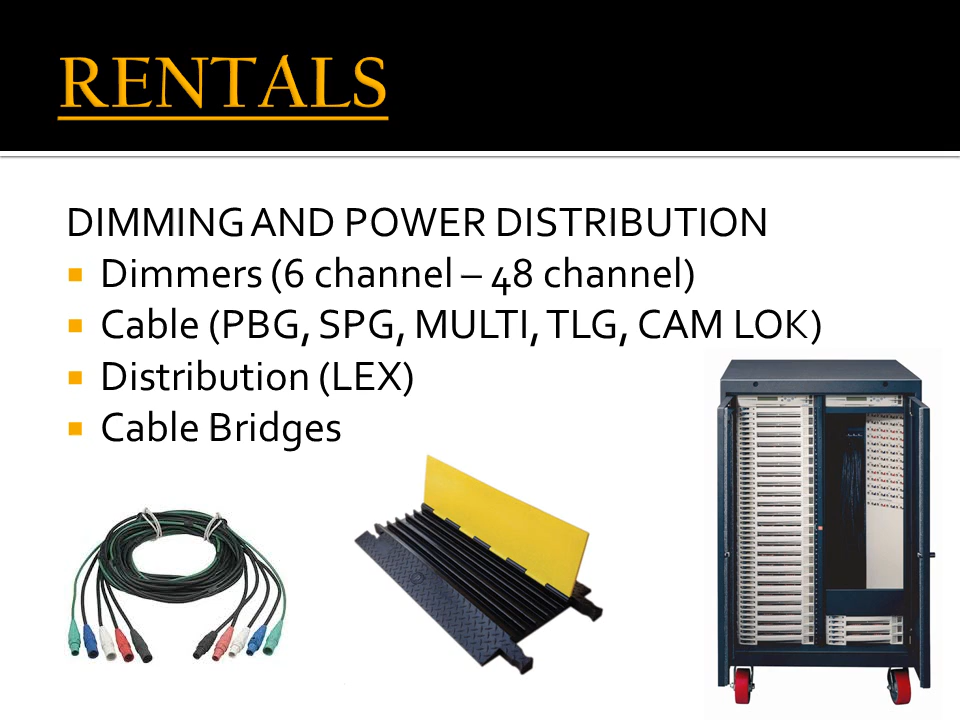 RENTALS
DIMMING AND POWER DISTRIBUTION
Dimmers (6 channel – 48 channel)
Cable (PBG, SPG, MULTI, TLG, CAM LOK)
Distribution (LEX)
Cable Bridges